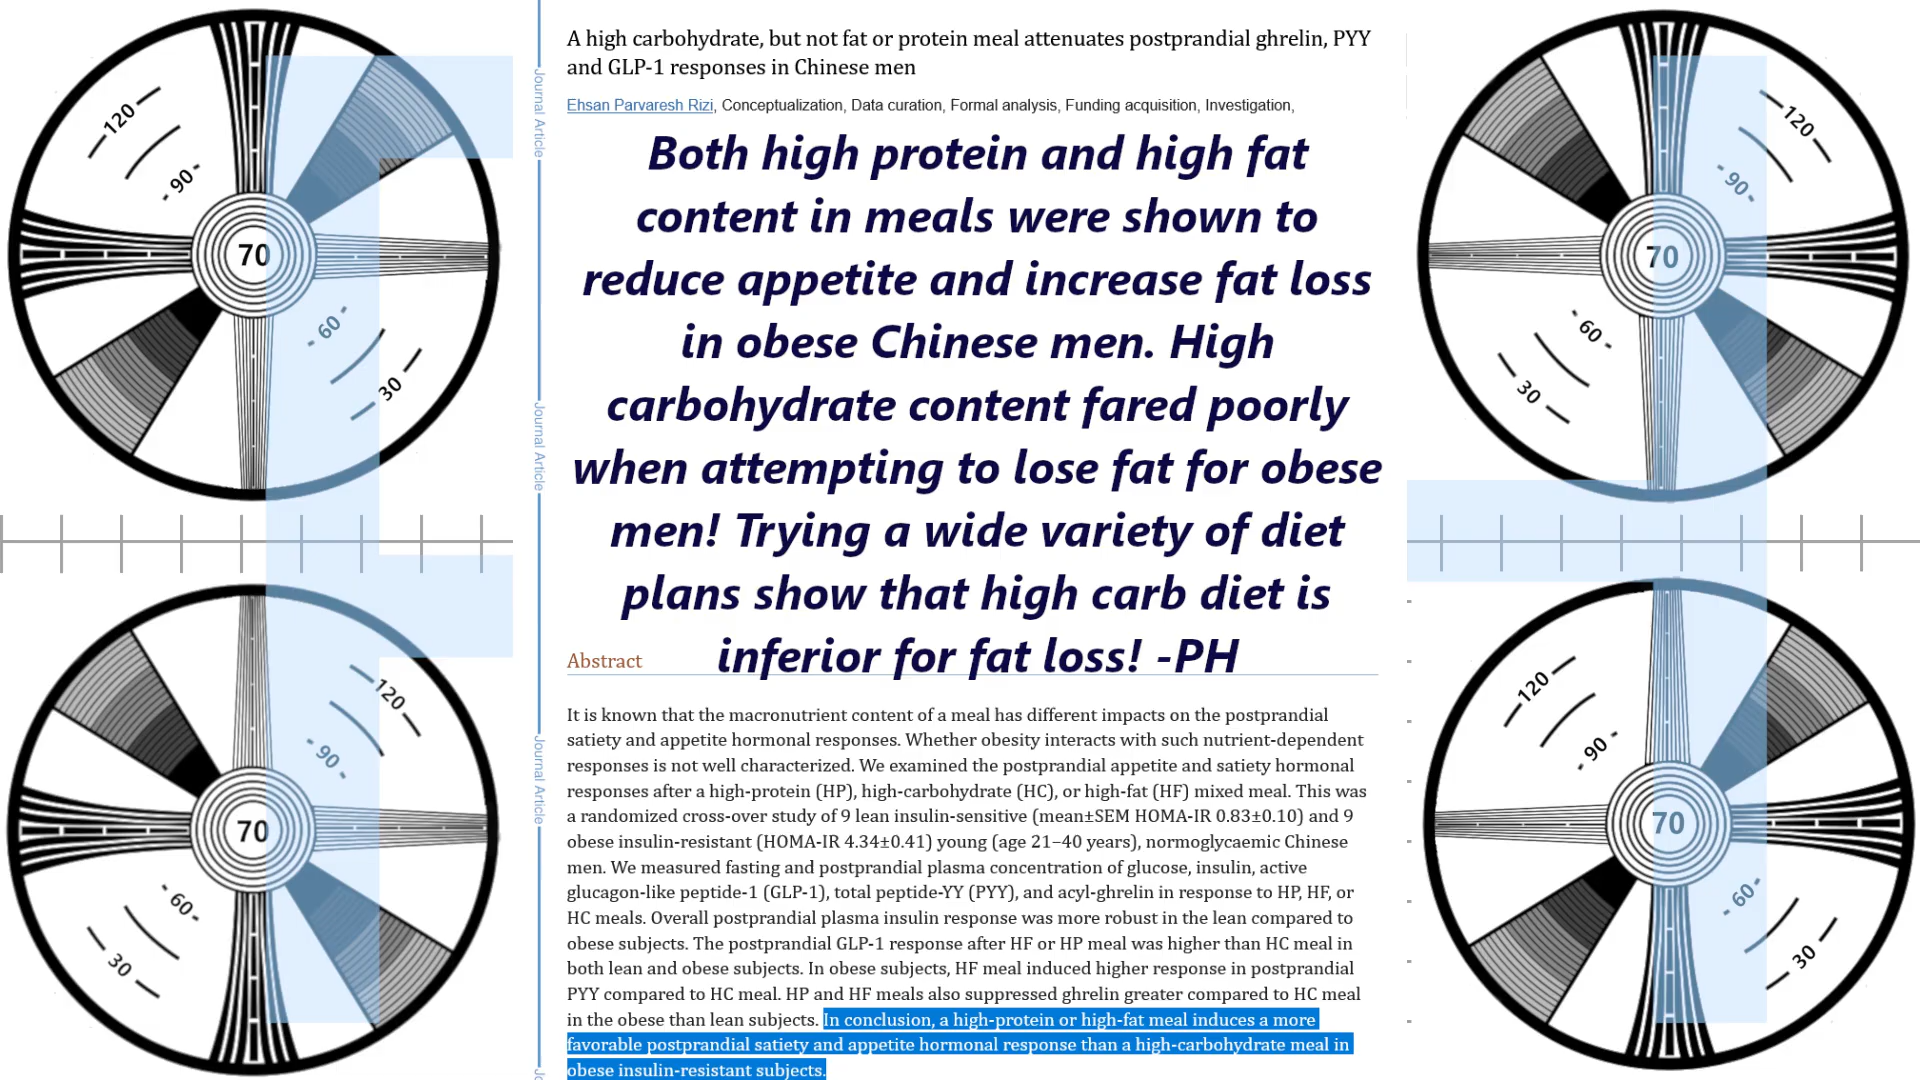 A high carbohydrate, but not fat or protein meal attenuates postprandial ghrelin, PYY
and GLP-1 responses in Chinese men
Ehsan Parvaresh Rizi, Conceptualization, Data curation, Formal analysis, Funding acquisition, Investigation,
Both high protein and high fat
content in meals were shown to
reduce appetite and increase fat loss
in obese Chinese men. High
carbohydrate content fared poorly
when attempting to lose fat for obese
men! Trying a wide variety of diet
plans show that high carb diet is
inferior for fat loss! -PH
Abstract
It is known that the macronutrient content of a meal has different impacts on the postprandial
satiety and appetite hormonal responses. Whether obesity interacts with such nutrient-dependent
responses is not well characterized. We examined the postprandial appetite and satiety hormonal
responses after a high-protein (HP), high-carbohydrate (HC), or high-fat (HF) mixed meal. This was
a randomized cross-over study of 9 lean insulin-sensitive (mean±SEM HOMA-IR 0.83±0.10) and 9
obese insulin-resistant (HOMA-IR 4.34±0.41) young (age 21–40 years), normoglycaemic Chinese
men. We measured fasting and postprandial plasma concentration of glucose, insulin, active
glucagon-like peptide-1 (GLP-1), total peptide-YY (PYY), and acyl-ghrelin in response to HP, HF, or
HC meals. Overall postprandial plasma insulin response was more robust in the lean compared to
obese subjects. The postprandial GLP-1 response after HF or HP meal was higher than HC meal in
both lean and obese subjects. In obese subjects, HF meal induced higher response in postprandial
PYY compared to HC meal. HP and HF meals also suppressed ghrelin greater compared to HC meal
in the obese than lean subjects. In conclusion, a high-protein or high-fat meal induces a more
favorable postprandial satiety and appetite hormonal response than a high-carbohydrate meal in
obese insulin-resistant subjects.
Journal Article
Journal Article
Journal Article
120
- 90 -
70
- 60 -
30
120
- 90 -
70
- 60 -
30
120
- 90 -
70
- 60 -
30
120
- 90 -
70
- 60 -
30